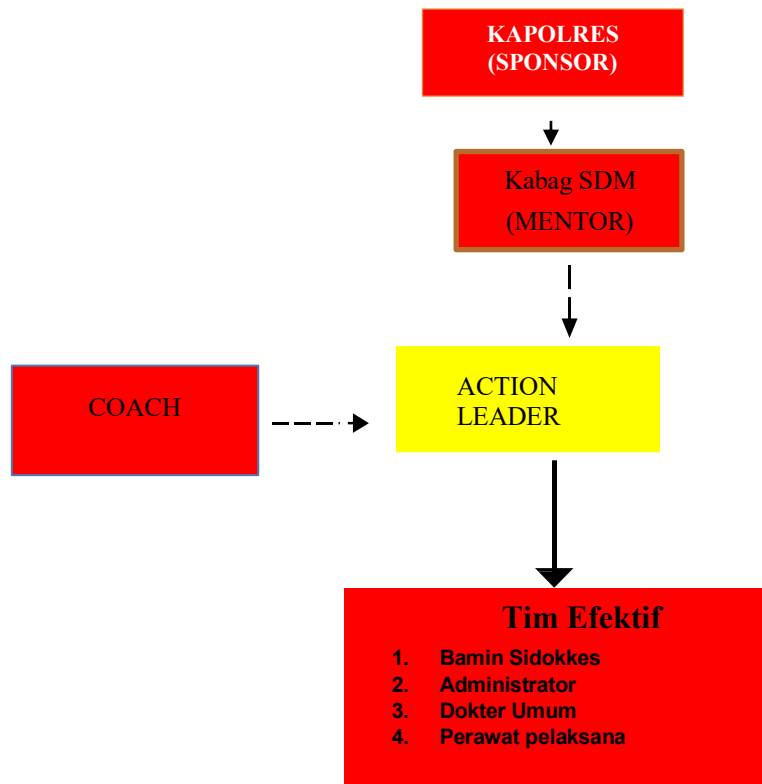 KAPOLRES
(SPONSOR)
Kabag SDM
(MENTOR)
ACTION
LEADER
COACH
Tim Efektif
1. Bamin Sidokkes
2. Administrator
3. Dokter Umum
4. Perawat pelaksana